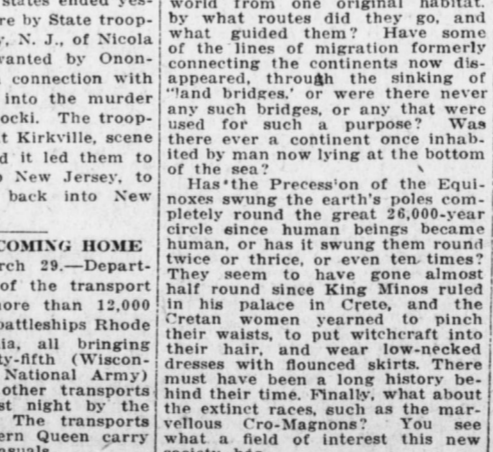 states ended yes-
re by State troop-
, N. J., of Nicola
wanted by Onon-
connection with
into the murder
ocki. The troop-
t Kirkville, scene
d it led them to
New Jersey, to
back into New
COMING HOME
rch 29.—Depart-
of the transport
more than 12,000
battleships Rhode
ia, all bringing
ty-fifth (Wiscon-
National Army)
other transports
st night by the
The transports
ern Queen carry
world from one original habitat.
by what routes did they go, and
what guided them? Have some
of the lines of migration formerly
connecting the continents now dis-
appeared, through the sinking of
"land bridges,' or were there never
any such bridges, or any that were
used for such a purpose? Was
there ever a continent once inhab-
ited by man now lying at the bottom
of the sea?
Has the Precession of the Equi-
noxes swung the earth's poles com-
pletely round the great 26,000-year
circle since human beings became
human, or has it swung them round
twice or thrice, or even ten times?
They seem to have gone almost
half round since King Minos ruled
in his palace in Crete, and the
Cretan women yearned to pinch
their waists, to put witchcraft into
their hair, and wear low-necked
dresses with flounced skirts. There
must have been a long history be-
hind their time. Finally, what about
the extinct races, such as the mar-
vellous Cro-Magnons? You see
what a field of interest this new